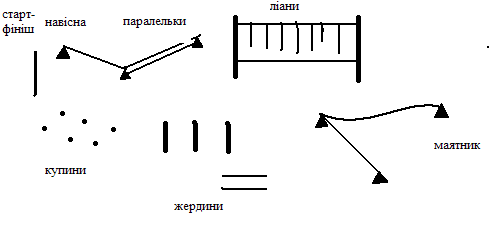 старт-
фініш
навісна
паралельки
ліани
маятник
купини
жердини